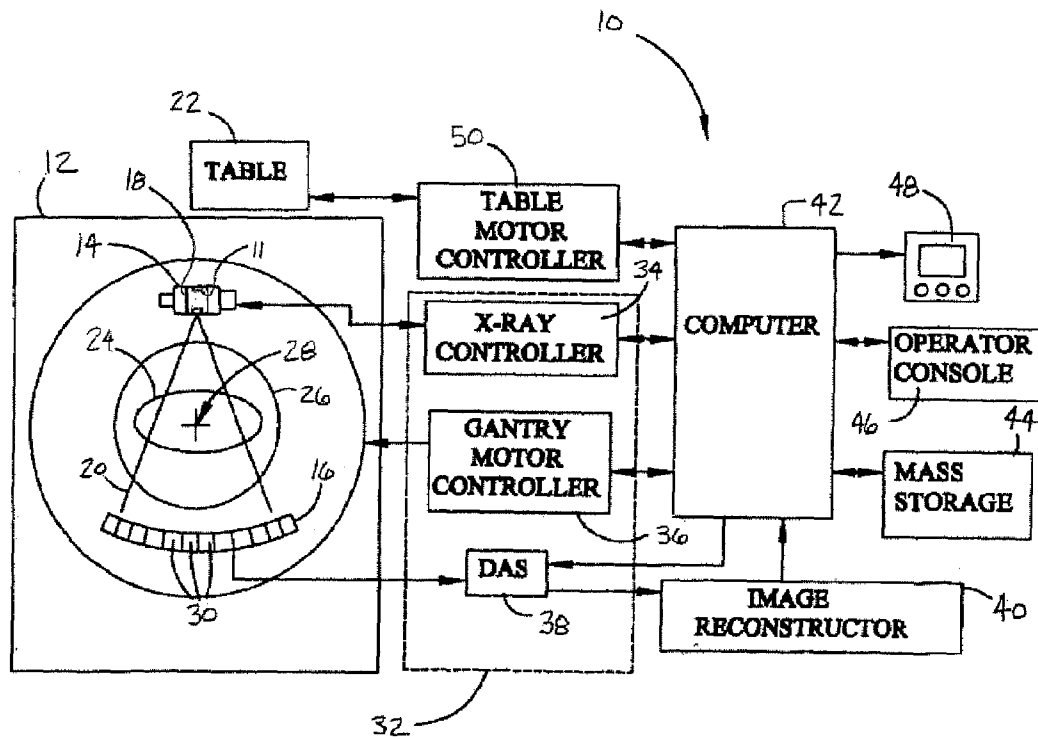 10
22
TABLE
50
TABLE
MOTOR
CONTROLLER
42
48
12
18
14
11
34
X-RAY
CONTROLLER
COMPUTER
OPERATOR
CONSOLE
46
24
28
26
GANTRY
MOTOR
CONTROLLER
36
44
MASS
STORAGE
20
16
30
DAS
38
IMAGE
RECONSTRUCTOR
40
32